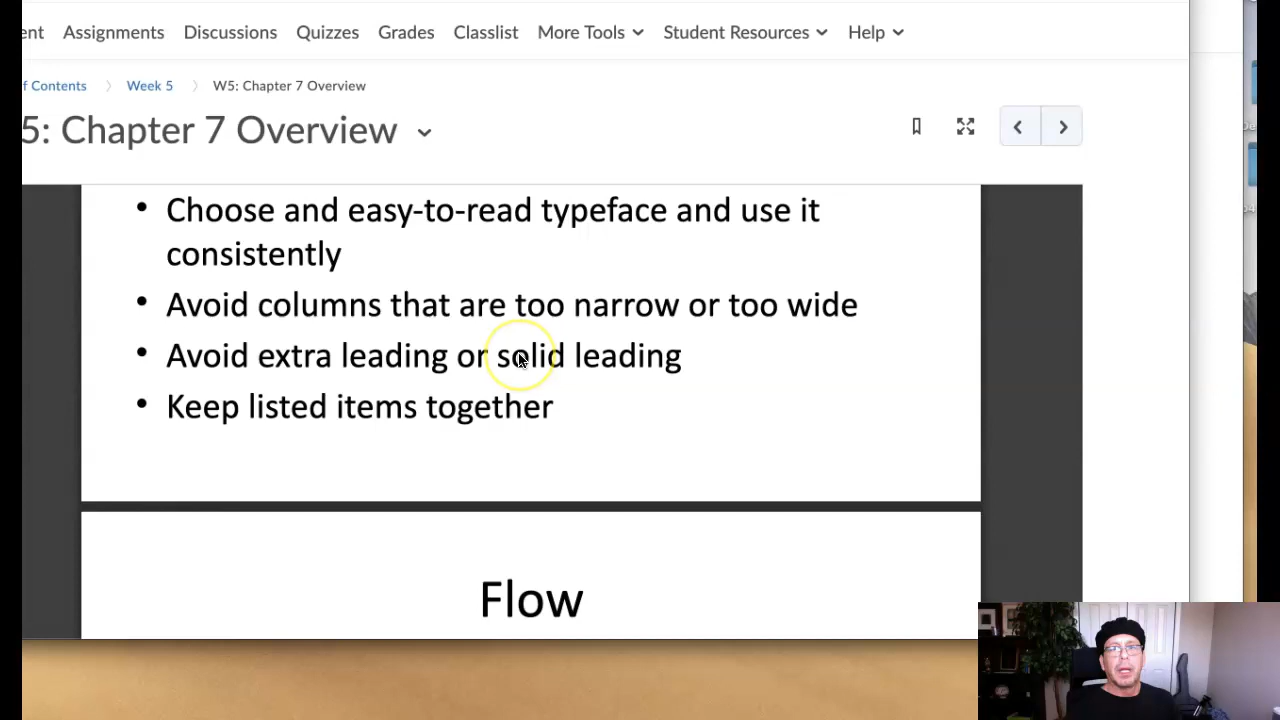 ent Assignments Discussions Quizzes Grades Classlist More Tools Student Resources Help
f Contents Week 5 W5: Chapter 7 Overview
5: Chapter 7 Overview
• Choose and easy-to-read typeface and use it
consistently
• Avoid columns that are too narrow or too wide
• Avoid extra leading or solid leading
• Keep listed items together
Flow